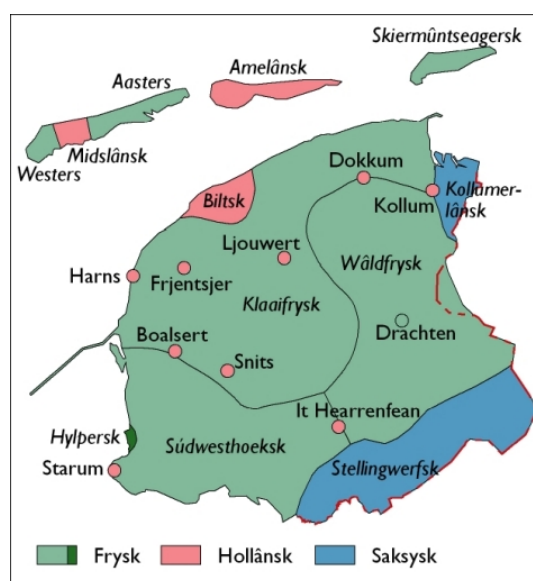 Skiermûntseagersk
Aasters
Amelânsk
Midslânsk
Westers
Dokkum
Biltsk
Kollum
Kollumer-
lânsk
Ljouwert
Wâldfrysk
Harns
Frjentsjer
Klaaifrysk
Boalsert
Drachten
Snits
It Hearrenfean
Hylpersk
Súdwesthoeksk
Starum
Stellingwerfsk
Frysk
Hollânsk
Saksysk